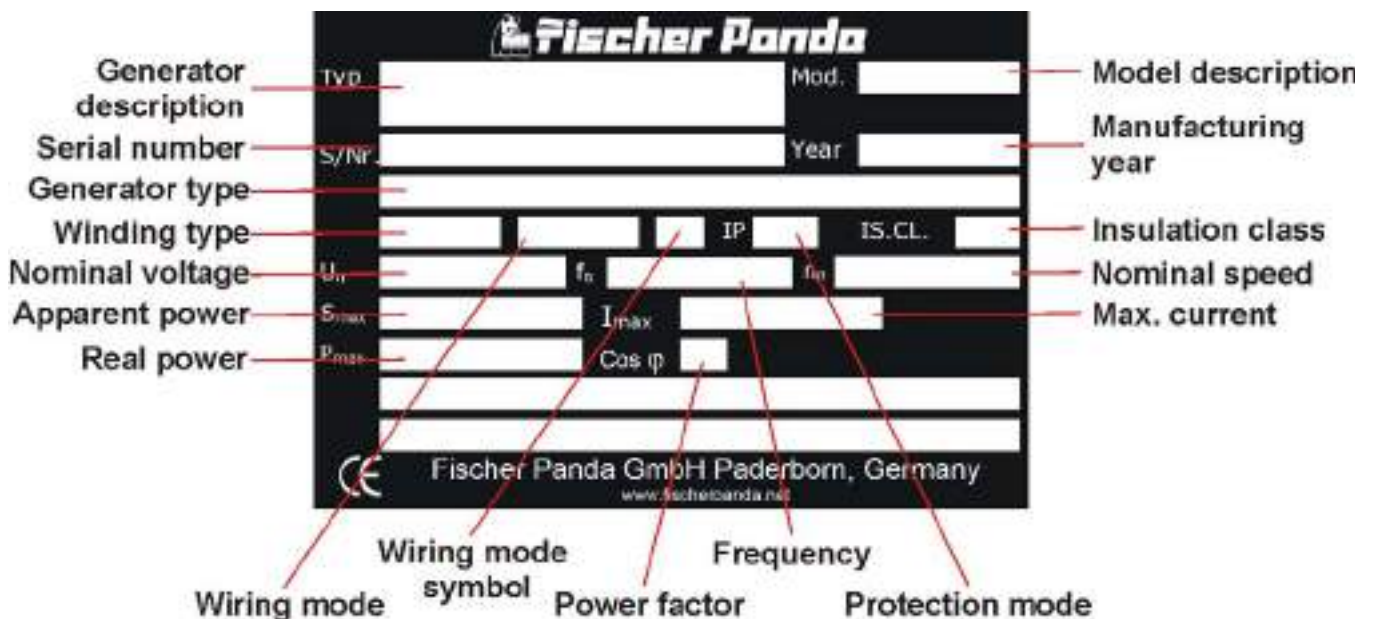 Fischer Panda
Generator description
Typ
Mod.
Model description
Serial number
S/Nr.
Year
Manufacturing year
Generator type
Winding type
IP
IS.CL.
Insulation class
Nominal voltage
Un
fn
nn
Nominal speed
Apparent power
Smax
Imax
Max. current
Real power
Pmax
Cos φ
CE
Fischer Panda GmbH Paderborn, Germany
www.fischerpanda.net
Wiring mode symbol
Frequency
Wiring mode
Power factor
Protection mode